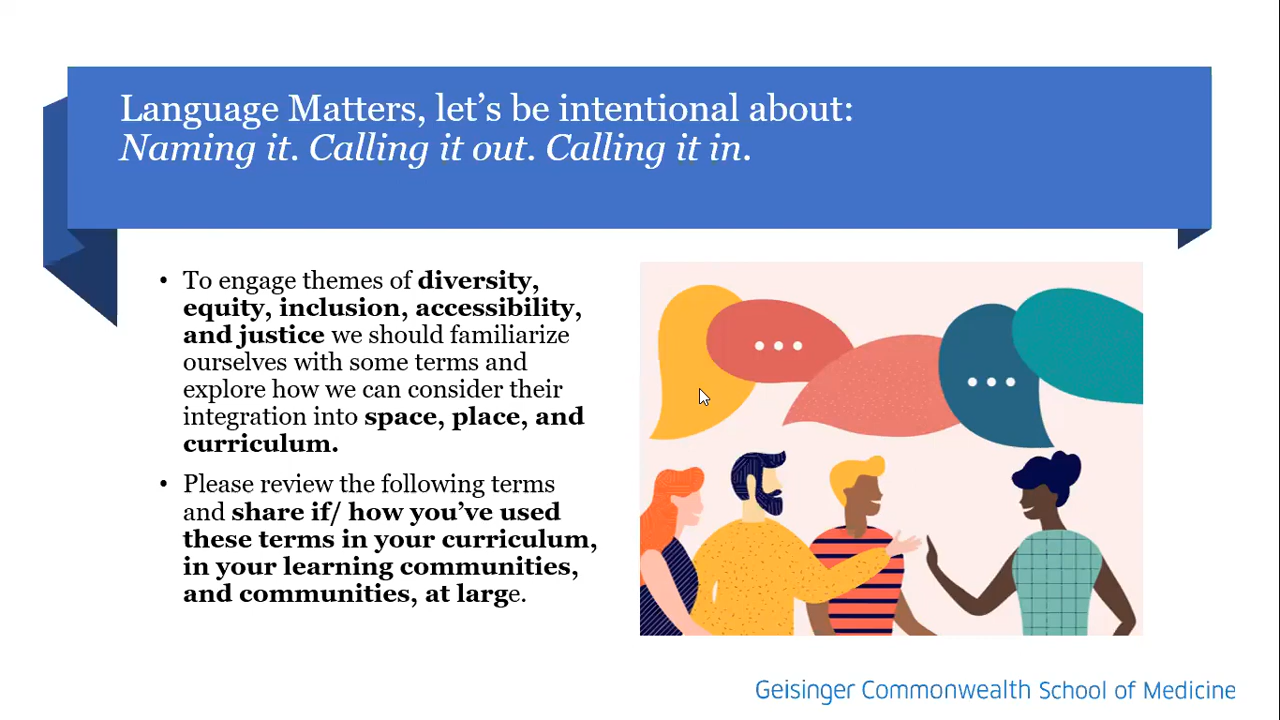 Language Matters, let’s be intentional about:
Naming it. Calling it out. Calling it in.
• To engage themes of diversity,
equity, inclusion, accessibility,
and justice we should familiarize
ourselves with some terms and
explore how we can consider their
integration into space, place, and
curriculum.
• Please review the following terms
and share if/ how you’ve used
these terms in your curriculum,
in your learning communities,
and communities, at large.
Geisinger Commonwealth School of Medicine